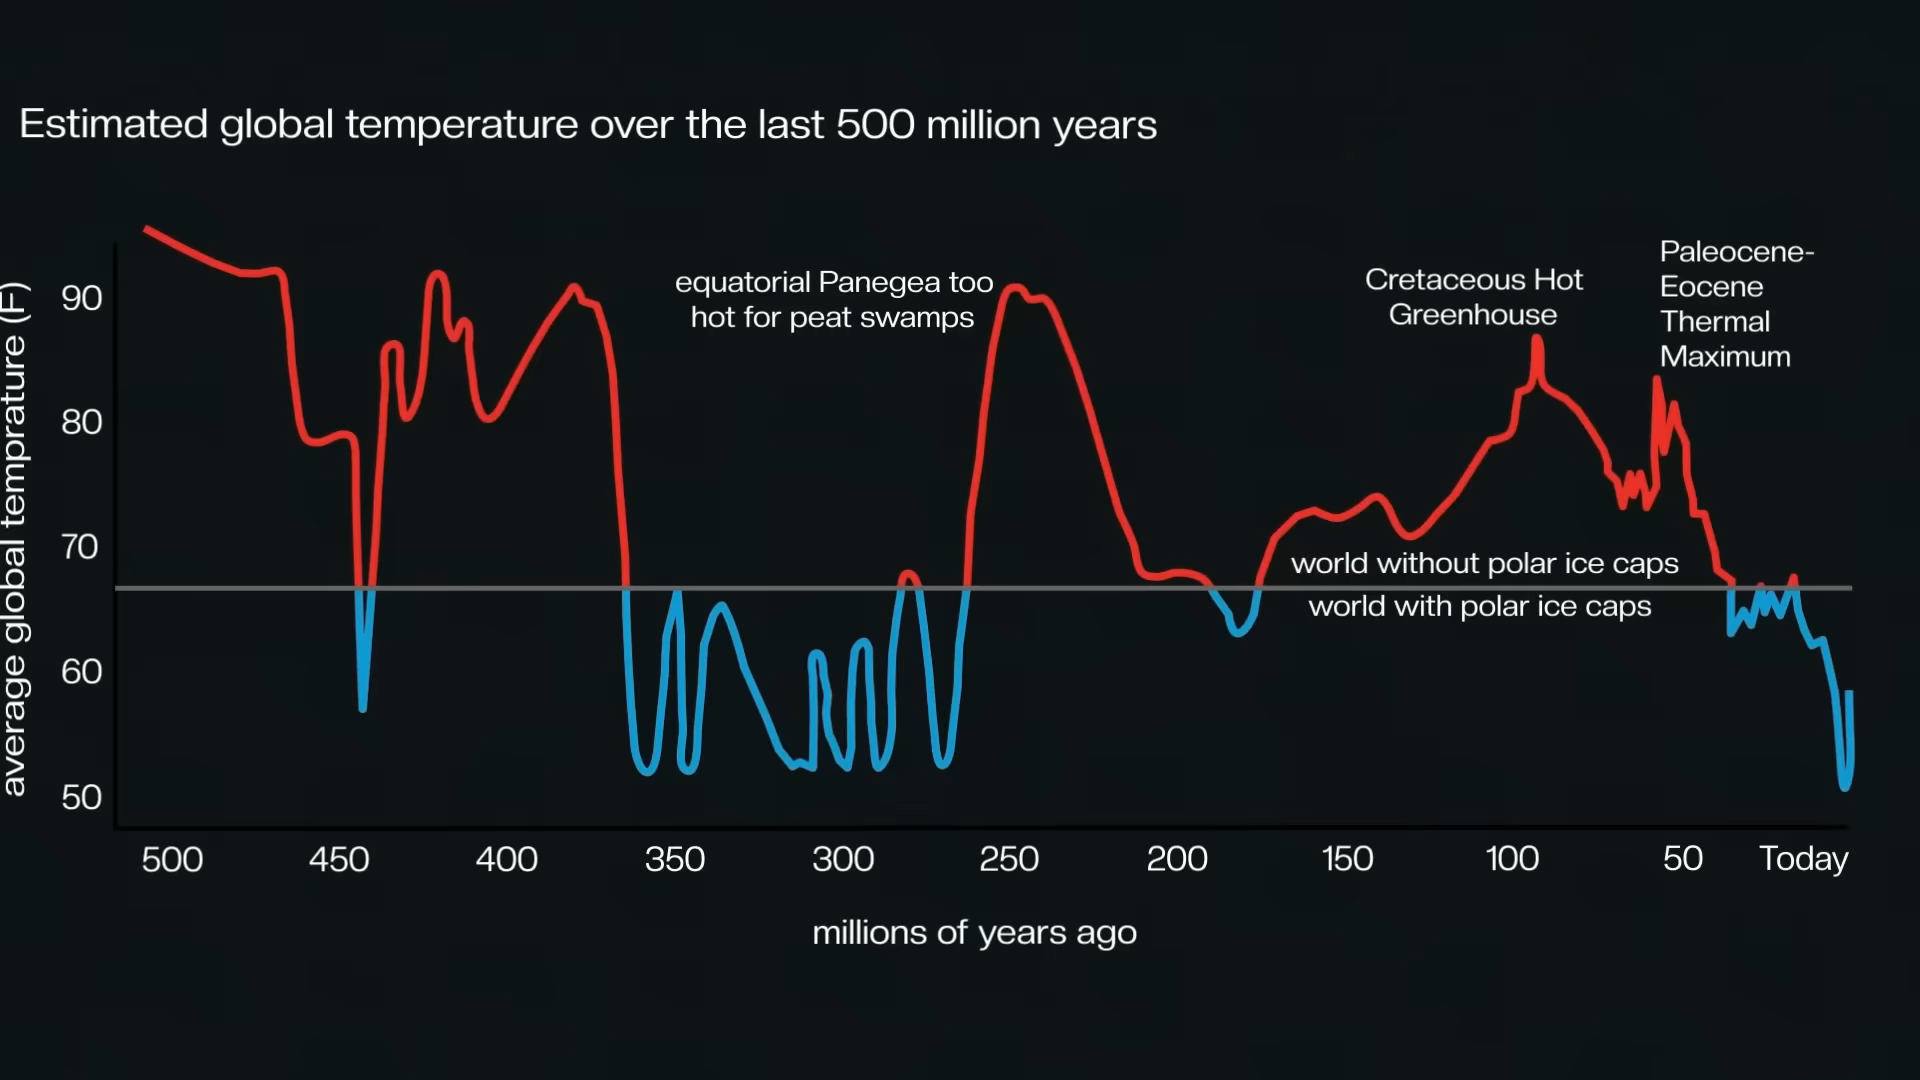 Estimated global temperature over the last 500 million years
average global temprature (F)
90
80
70
60
50
equatorial Panegea too
hot for peat swamps
Cretaceous Hot
Greenhouse
Paleocene-
Eocene
Thermal
Maximum
world without polar ice caps
world with polar ice caps
500 450 400 350 300 250 200 150 100 50 Today
millions of years ago